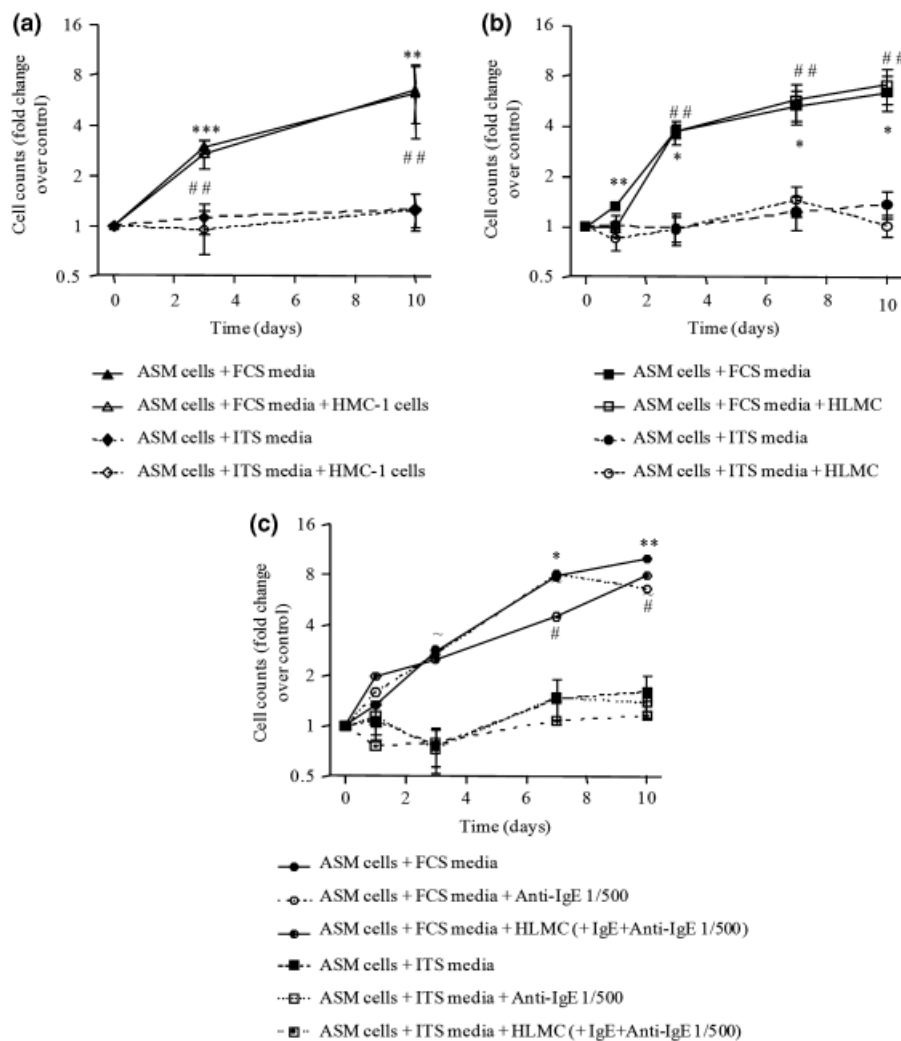 (a)
Cell counts (fold change
over control)
16
8
4
2
1
0.5
***
##
**
##
0 2 4 6 8 10
Time (days)
ASM cells + FCS media
ASM cells + FCS media + HMC-1 cells
ASM cells + ITS media
ASM cells + ITS media + HMC-1 cells
(b)
Cell counts (fold change
over control)
16
8
4
2
1
0.5
**
##
*
##
*
##
*
0 2 4 6 8 10
Time (days)
ASM cells + FCS media
ASM cells + FCS media + HLMC
ASM cells + ITS media
ASM cells + ITS media + HLMC
(c)
Cell counts (fold change
over control)
16
8
4
2
1
0.5
~
*
#
**
~
#
0 2 4 6 8 10
Time (days)
ASM cells + FCS media
ASM cells + FCS media + Anti-IgE 1/500
ASM cells + FCS media + HLMC (+ IgE+Anti-IgE 1/500)
ASM cells + ITS media
ASM cells + ITS media + Anti-IgE 1/500
ASM cells + ITS media + HLMC (+ IgE+Anti-IgE 1/500)